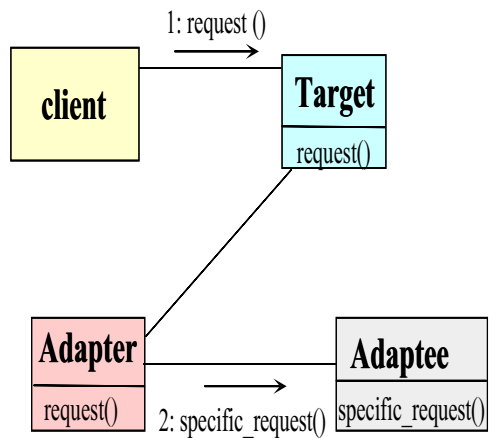 1: request ()
client
Target
request()
Adapter
request()
Adaptee
specific_request()
2: specific_request()